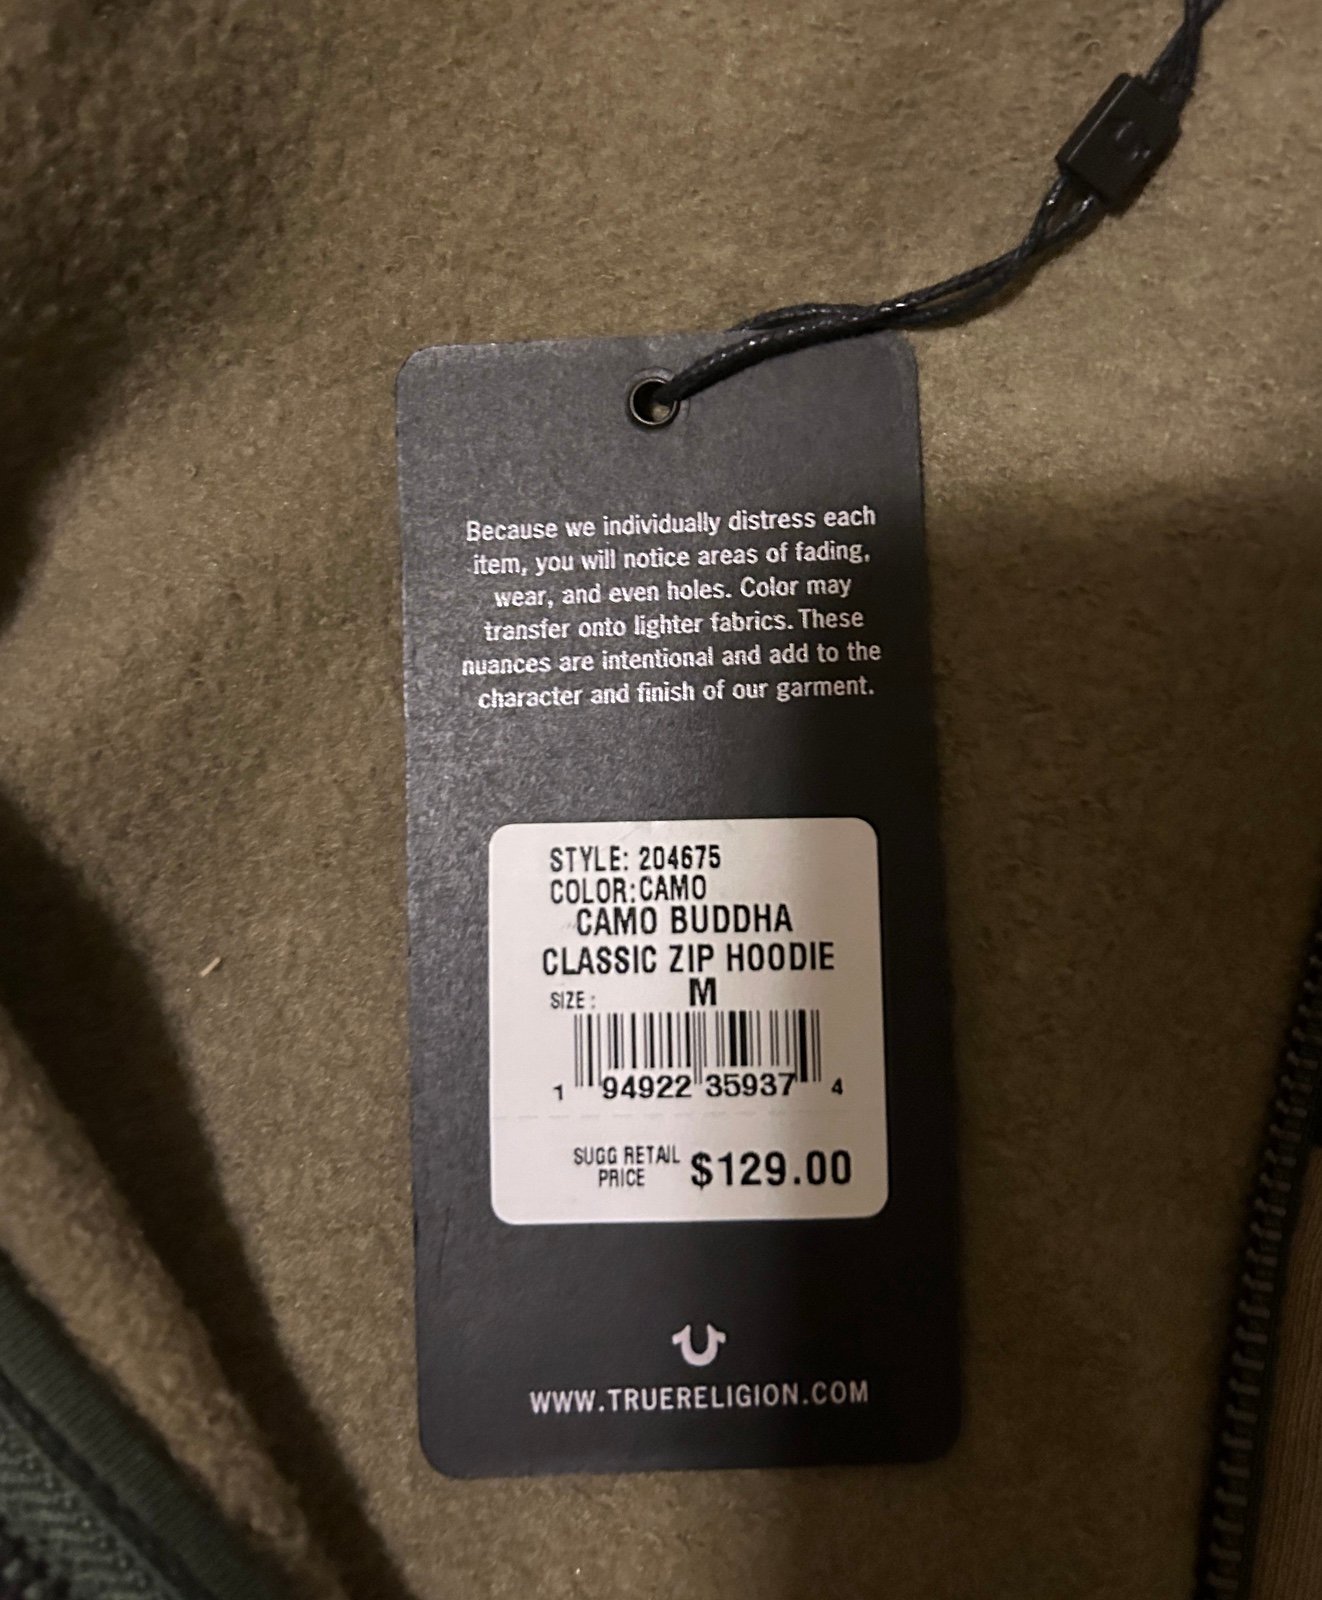 Because we individually distress each
item, you will notice areas of fading,
wear, and even holes. Color may
transfer onto lighter fabrics. These
nuances are intentional and add to the
character and finish of our garment.
STYLE: 204675
COLOR:CAMO
CAMO BUDDHA
CLASSIC ZIP HOODIE
SIZE: M
1 94922 35937 4
SUGG RETAIL
PRICE $129.00
WWW.TRUERELIGION.COM